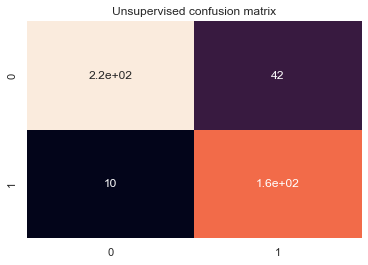 Unsupervised confusion matrix
0
2.2e+02
42
1
10
1.6e+02
0
1